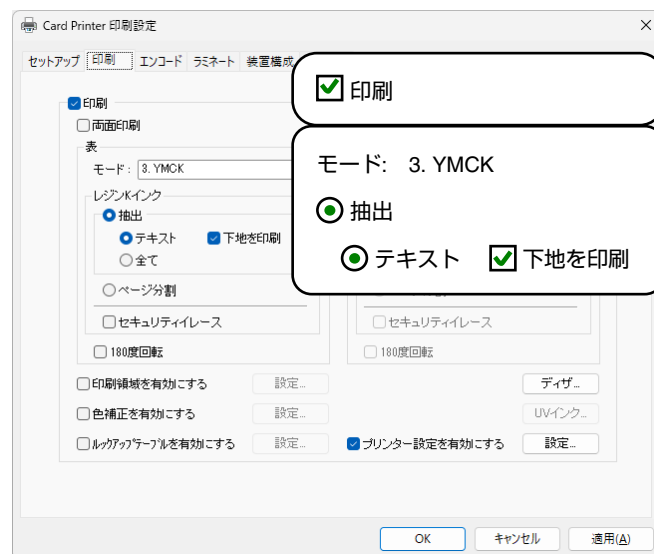 Card Printer 印刷設定
セットアップ 印刷 エンコード ラミネート 装置構成
印刷
両面印刷
表
モード: 3. YMCK
レジンKインク
抽出
テキスト 下地を印刷
全て
ページ分割
セキュリティイレース
180度回転
印刷
モード: 3. YMCK
抽出
テキスト 下地を印刷
セキュリティイレース
180度回転
印刷領域を有効にする 設定... ディザ...
色補正を有効にする 設定... UVインク...
ルックアップテーブルを有効にする 設定... プリンター設定を有効にする 設定...
OK キャンセル 適用(A)